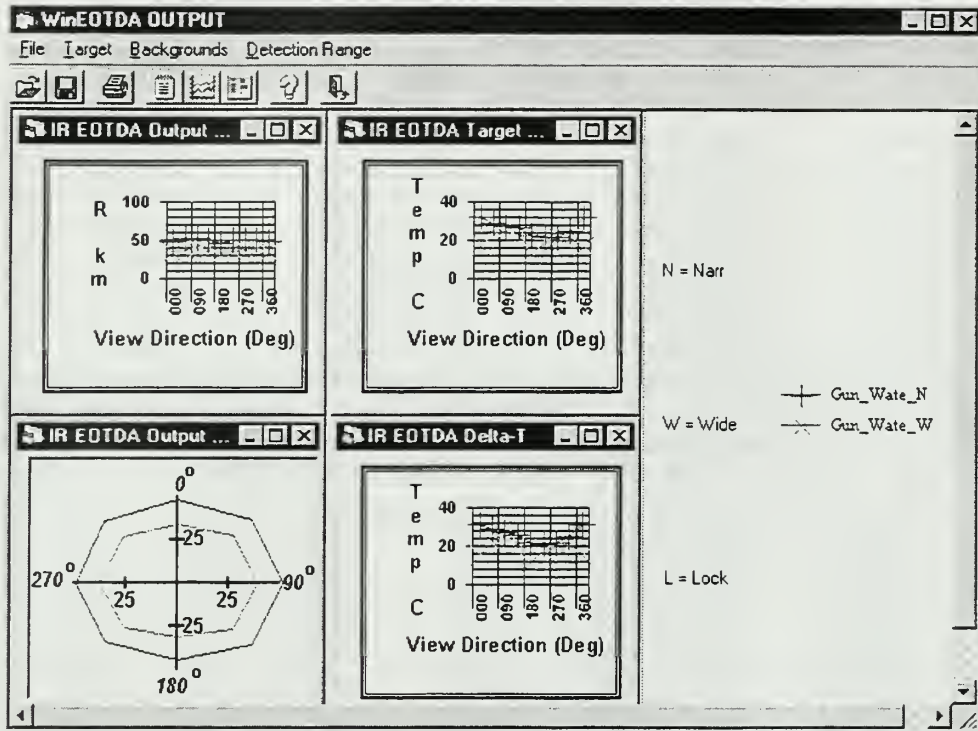 WinEOTDA OUTPUT
File Target Backgrounds Detection Range
IR EOTDA Output ...
R km
100
50
0
000 090 180 270 360
View Direction (Deg)
IR EOTDA Target ...
Temp C
40
20
0
000 090 180 270 360
View Direction (Deg)
N = Narr
W = Wide
L = Lock
Gun_Wate_N
Gun_Wate_W
IR EOTDA Output ...
0°
25
270° 25 25 90°
25
180°
IR EOTDA Delta-T
Temp C
40
20
0
000 090 180 270 360
View Direction (Deg)